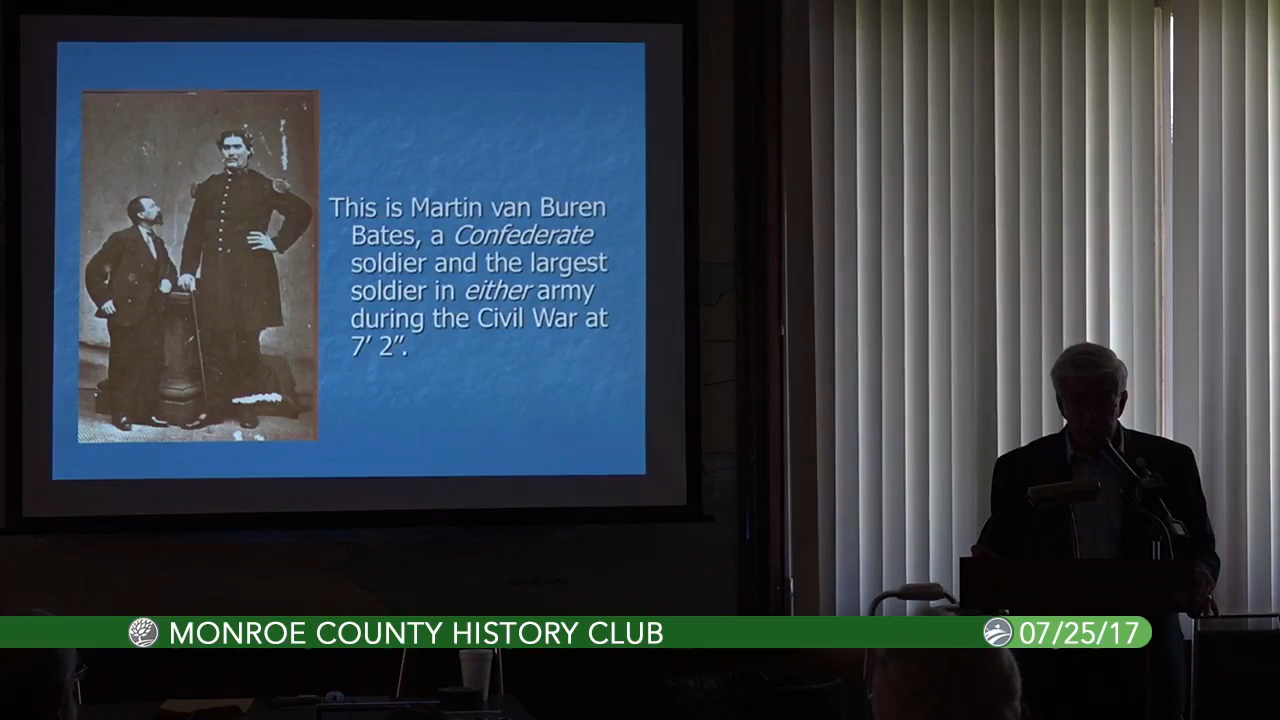 This is Martin van Buren
Bates, a Confederate
soldier and the largest
soldier in either army
during the Civil War at
7' 2".
MONROE COUNTY HISTORY CLUB
07/25/17